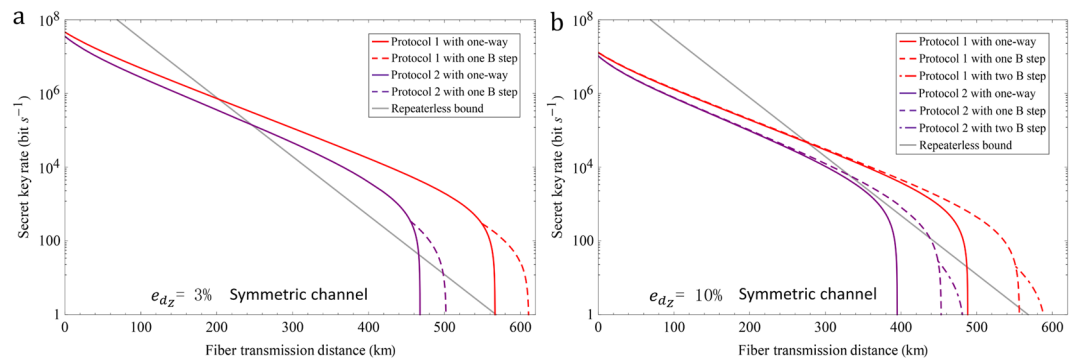 a
10^8
10^6
10^4
100
1
Secret key rate (bit s^-1)
Protocol 1 with one-way
Protocol 1 with one B step
Protocol 2 with one-way
Protocol 2 with one B step
Repeaterless bound
e_{d_Z} = 3% Symmetric channel
0 100 200 300 400 500 600
Fiber transmission distance (km)
b
10^8
10^6
10^4
100
1
Secret key rate (bit s^-1)
Protocol 1 with one-way
Protocol 1 with one B step
Protocol 1 with two B step
Protocol 2 with one-way
Protocol 2 with one B step
Protocol 2 with two B step
Repeaterless bound
e_{d_Z} = 10% Symmetric channel
0 100 200 300 400 500 600
Fiber transmission distance (km)